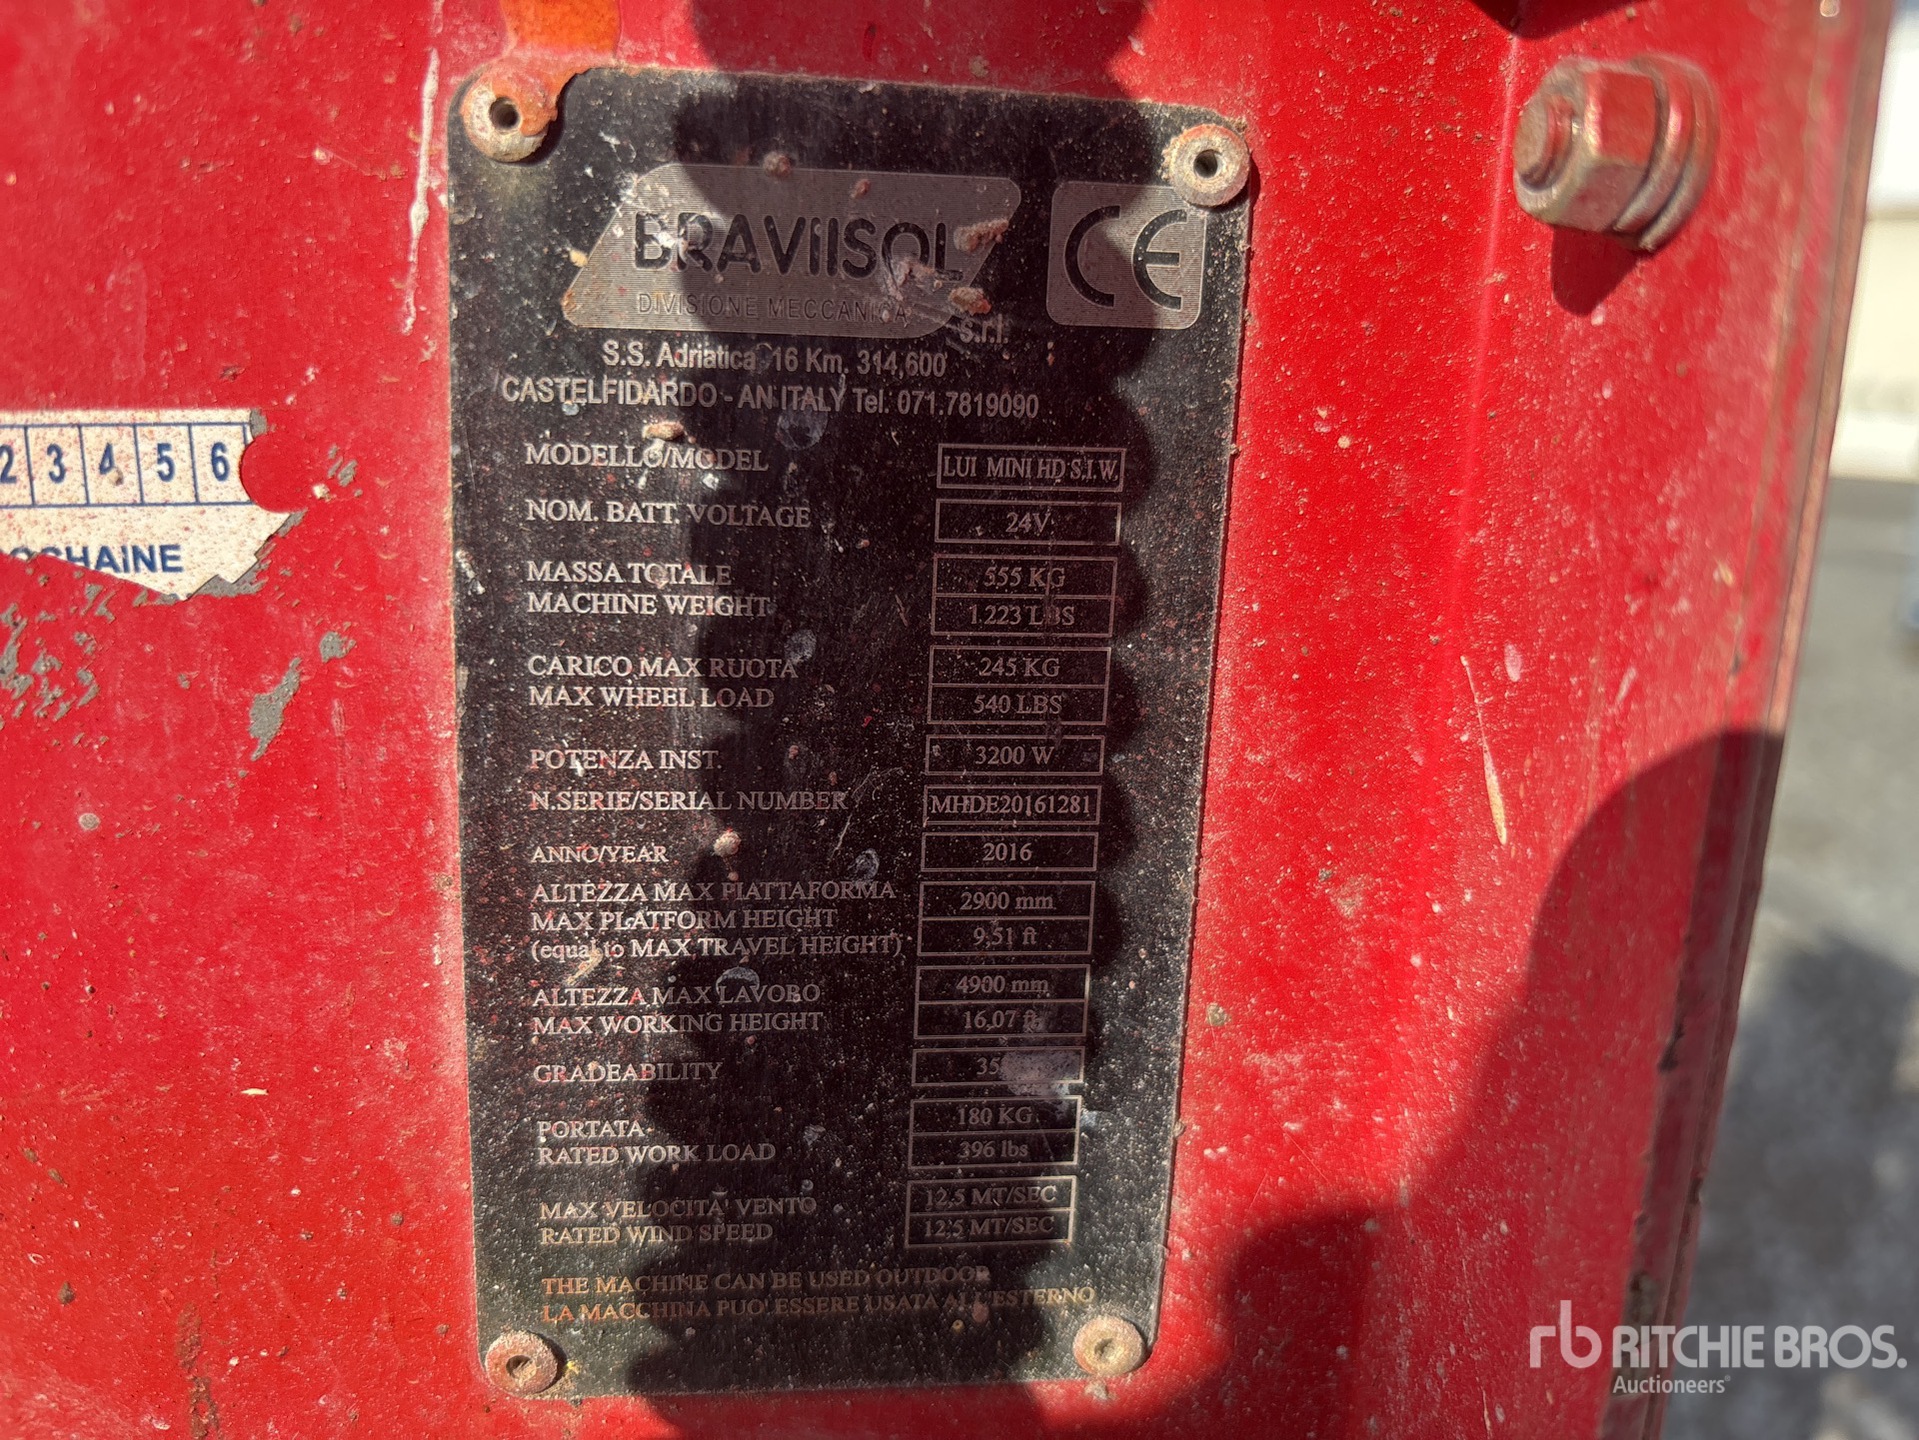 BRAVIISOL
DIVISIONE MECCANICA
s.r.l.
CE
S.S. Adriatica 16 Km. 314,600
CASTELFIDARDO - AN ITALY Tel. 071.7819090
MODELLO/MODEL LUI MINI HD S.I.W.
NOM. BATT. VOLTAGE 24V
MASSA TOTALE 555 KG
MACHINE WEIGHT 1.223 LBS
CARICO MAX RUOTA 245 KG
MAX WHEEL LOAD 540 LBS
POTENZA INST. 3200 W
N.SERIE/SERIAL NUMBER MHDE20161281
ANNO/YEAR 2016
ALTEZZA MAX PIATTAFORMA 2900 mm
MAX PLATFORM HEIGHT 9,51 ft
(equal to MAX TRAVEL HEIGHT)
ALTEZZA MAX LAVORO 4900 mm
MAX WORKING HEIGHT 16,07 ft
GRADEABILITY
PORTATA 180 KG
RATED WORK LOAD 396 lbs
MAX VELOCITA' VENTO 12,5 MT/SEC
RATED WIND SPEED 12,5 MT/SEC
THE MACHINE CAN BE USED OUTDOOR
LA MACCHINA PUO' ESSERE USATA ALL'ESTERNO
2 3 4 5 6
OCHAINE
rb RITCHIE BROS.
Auctioneers